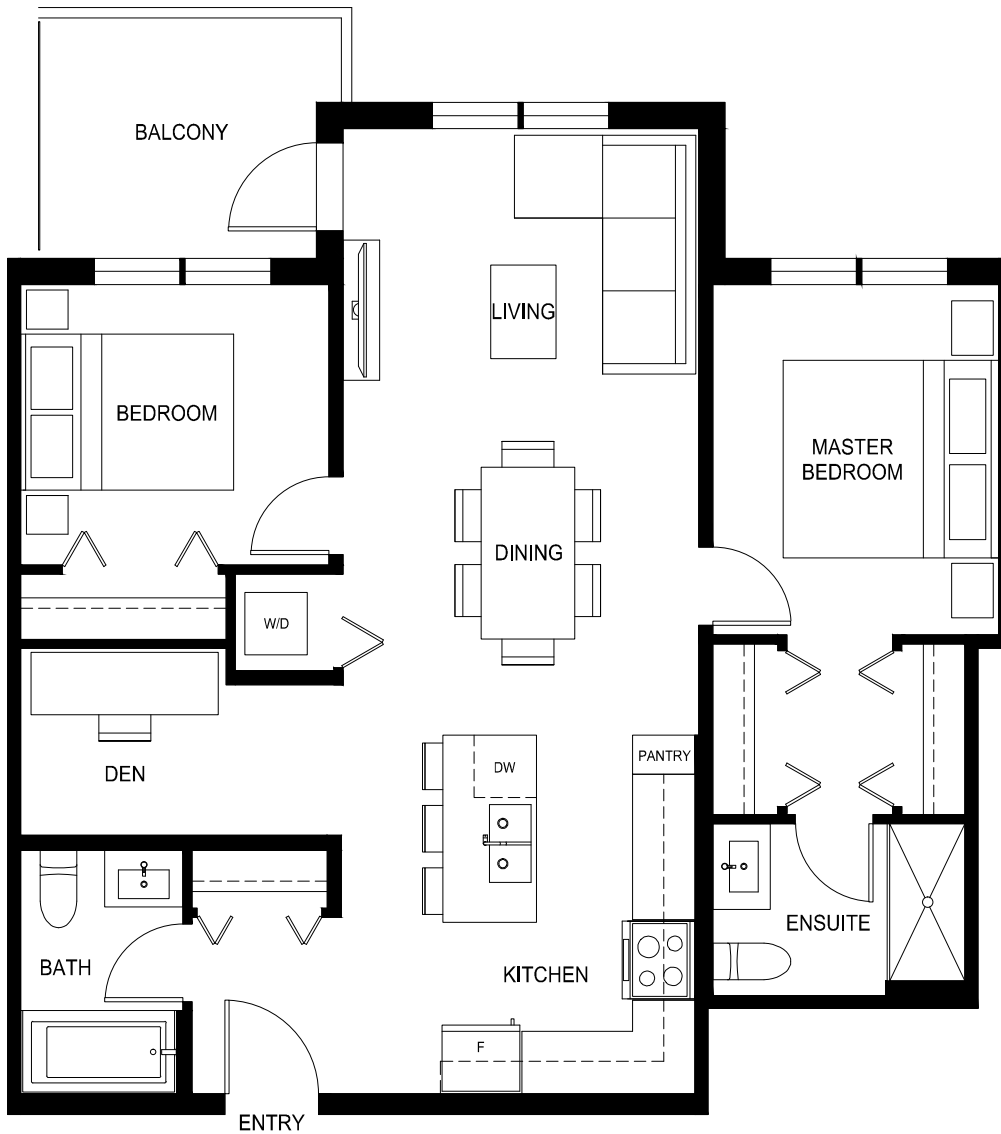 BALCONY
LIVING
BEDROOM
MASTER
BEDROOM
DINING
W/D
PANTRY
DW
DEN
ENSUITE
BATH
KITCHEN
F
ENTRY